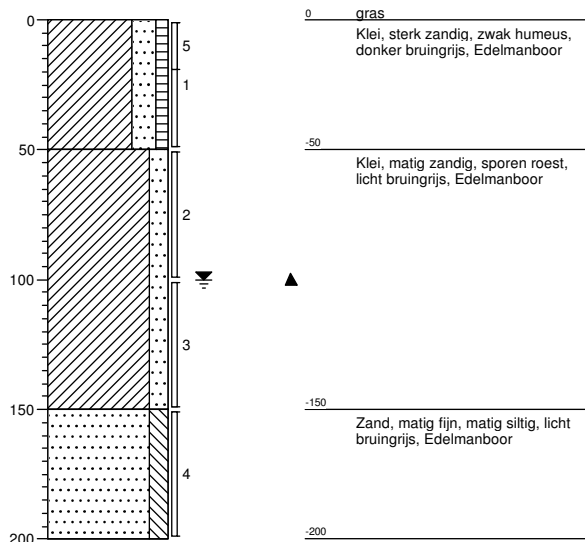 0
5
1
50
2
100
3
150
4
200
0
gras
Klei, sterk zandig, zwak humeus,
donker bruingrijs, Edelmanboor
-50
Klei, matig zandig, sporen roest,
licht bruingrijs, Edelmanboor
-150
Zand, matig fijn, matig siltig, licht
bruingrijs, Edelmanboor
-200